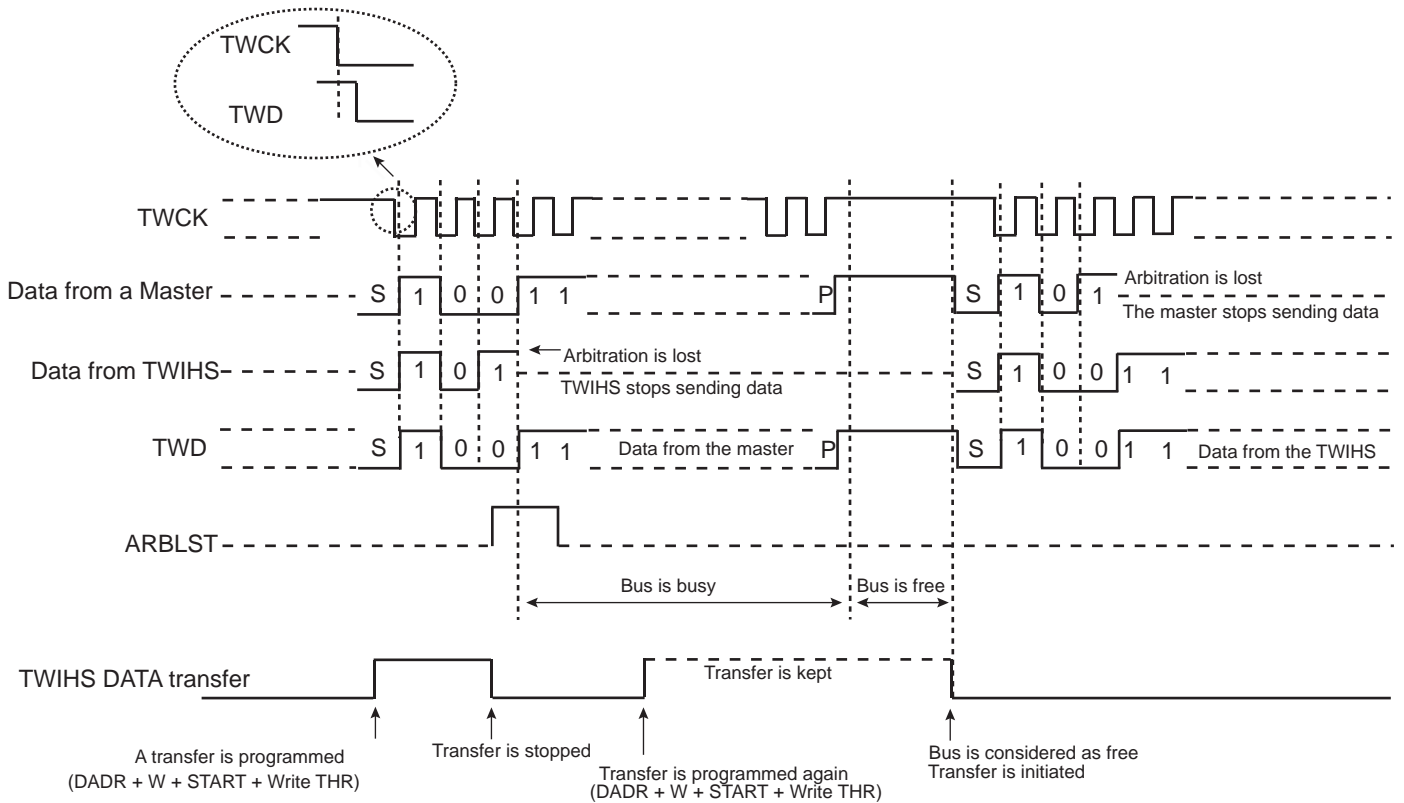 TWCK
TWD
TWCK
Data from a Master S 1 0 0 1 1 P S 1 0 1 Arbitration is lost
The master stops sending data
Data from TWIHS S 1 0 1 Arbitration is lost S 1 0 0 1 1
TWIHS stops sending data
TWD S 1 0 0 1 1 Data from the master P S 1 0 0 1 1 Data from the TWIHS
ARBLST
Bus is busy Bus is free
TWIHS DATA transfer Transfer is kept
A transfer is programmed
(DADR + W + START + Write THR)
Transfer is stopped
Transfer is programmed again
(DADR + W + START + Write THR)
Bus is considered as free
Transfer is initiated